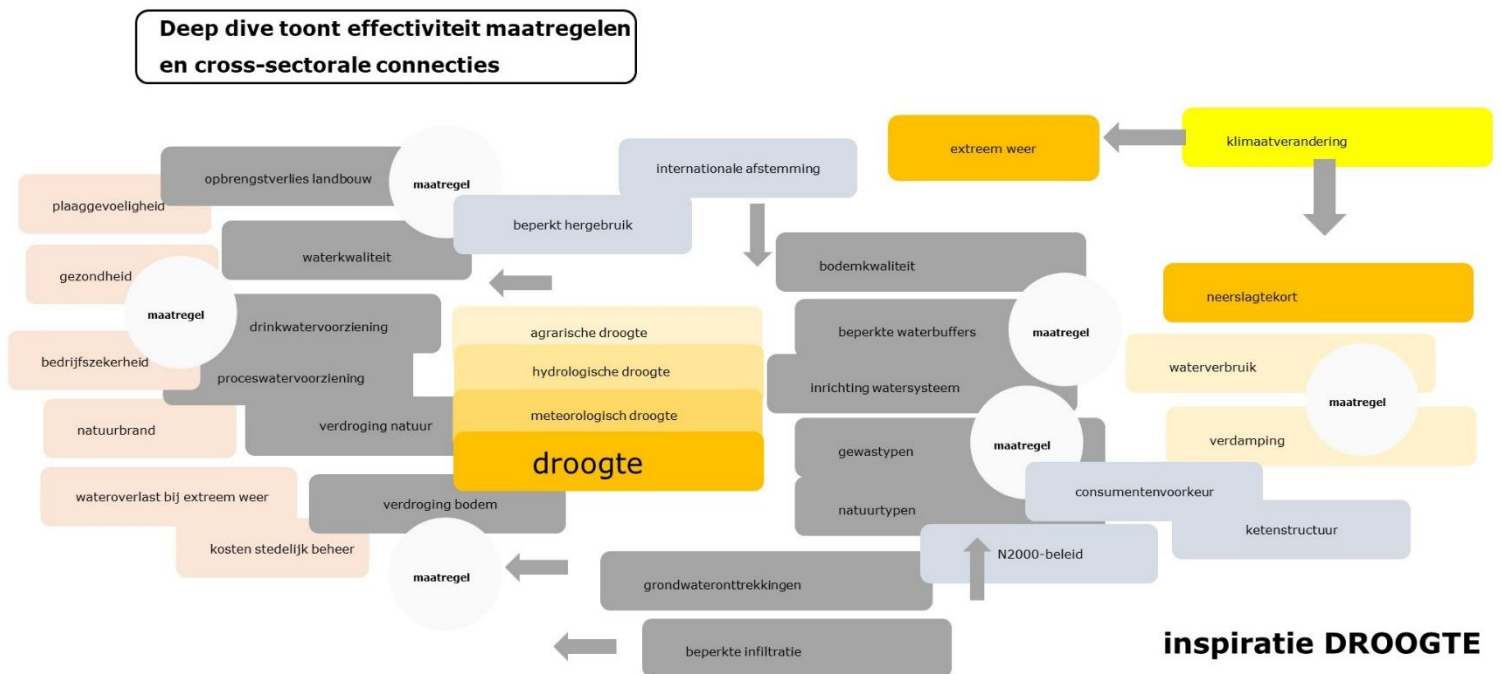 Deep dive toont effectiviteit maatregelen
en cross-sectorale connecties
extreem weer
klimaatverandering
internationale afstemming
opbrengstverlies landbouw
maatregel
plaaggevoeligheid
beperkt hergebruik
waterkwaliteit
bodemkwaliteit
gezondheid
neerslagtekort
maatregel
drinkwatervoorziening
agrarische droogte
beperkte waterbuffers
maatregel
bedrijfszekerheid
proceswatervoorziening
hydrologische droogte
inrichting watersysteem
waterverbruik
maatregel
natuurbrand
verdroging natuur
meteorologisch droogte
droogte
gewastypen
maatregel
verdamping
wateroverlast bij extreem weer
verdroging bodem
natuurtypen
consumentenvoorkeur
ketenstructuur
kosten stedelijk beheer
maatregel
N2000-beleid
grondwateronttrekkingen
beperkte infiltratie
inspiratie DROOGTE